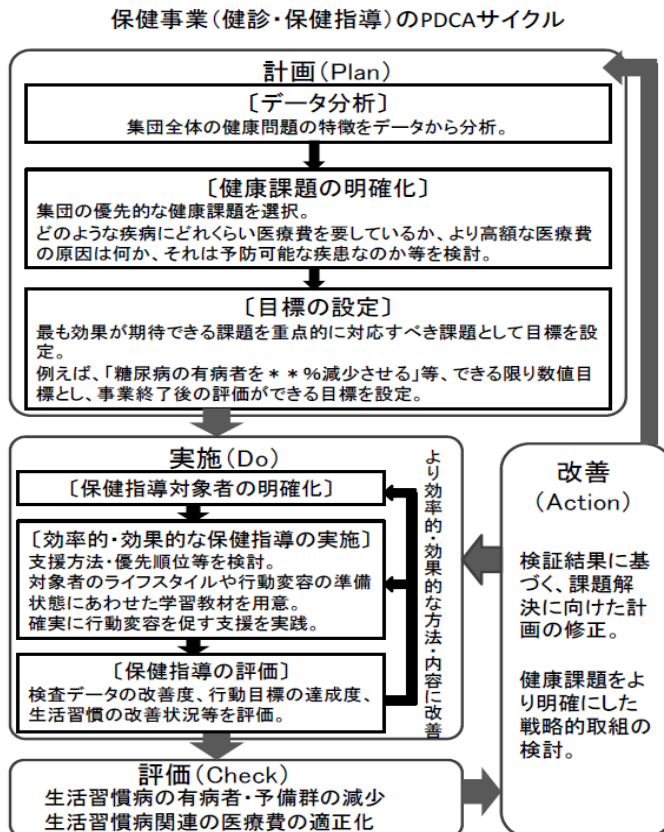 保健事業(健診・保健指導)のPDCAサイクル
計画(Plan)
〔データ分析〕
集団全体の健康問題の特徴をデータから分析。
〔健康課題の明確化〕
集団の優先的な健康課題を選択。
どのような疾病にどれくらい医療費を要しているか、より高額な医療費
の原因は何か、それは予防可能な疾患なのか等を検討。
〔目標の設定〕
最も効果が期待できる課題を重点的に対応すべき課題として目標を設
定。
例えば、「糖尿病の有病者を＊＊%減少させる」等、できる限り数値目
標とし、事業終了後の評価ができる目標を設定。
実施(Do)
〔保健指導対象者の明確化〕
〔効率的・効果的な保健指導の実施〕
支援方法・優先順位等を検討。
対象者のライフスタイルや行動変容の準備
状態にあわせた学習教材を用意。
確実に行動変容を促す支援を実践。
〔保健指導の評価〕
検査データの改善度、行動目標の達成度、
生活習慣の改善状況等を評価。
より効率的・効果的な方法・内容に改善
評価(Check)
生活習慣病の有病者・予備群の減少
生活習慣病関連の医療費の適正化
改善
(Action)
検証結果に基
づく、課題解
決に向けた計
画の修正。
健康課題をよ
り明確にした
戦略的取組の
検討。